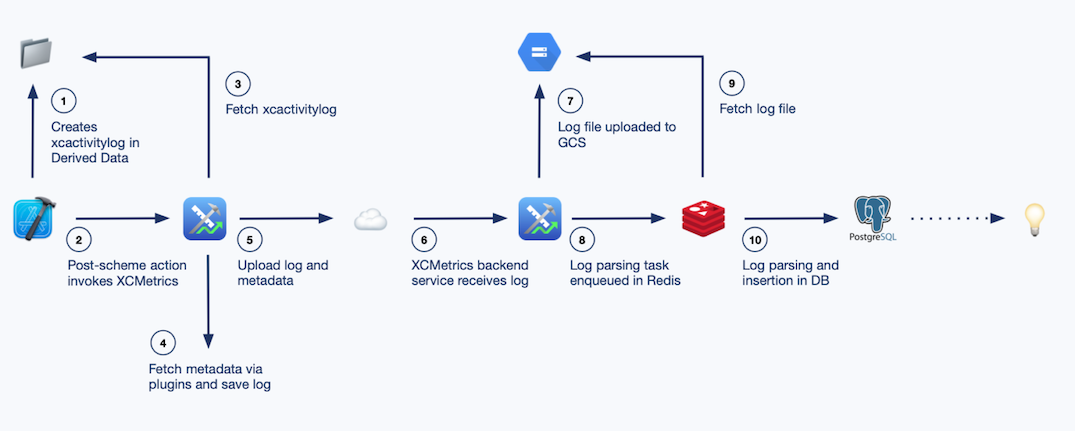 1
Creates
xcactivitylog in
Derived Data
2
Post-scheme action
invokes XCMetrics
3
Fetch xcactivitylog
4
Fetch metadata via
plugins and save log
5
Upload log and
metadata
6
XCMetrics backend
service receives log
7
Log file uploaded to
GCS
8
Log parsing task
enqueued in Redis
9
Fetch log file
10
Log parsing and
insertion in DB
PostgreSQL